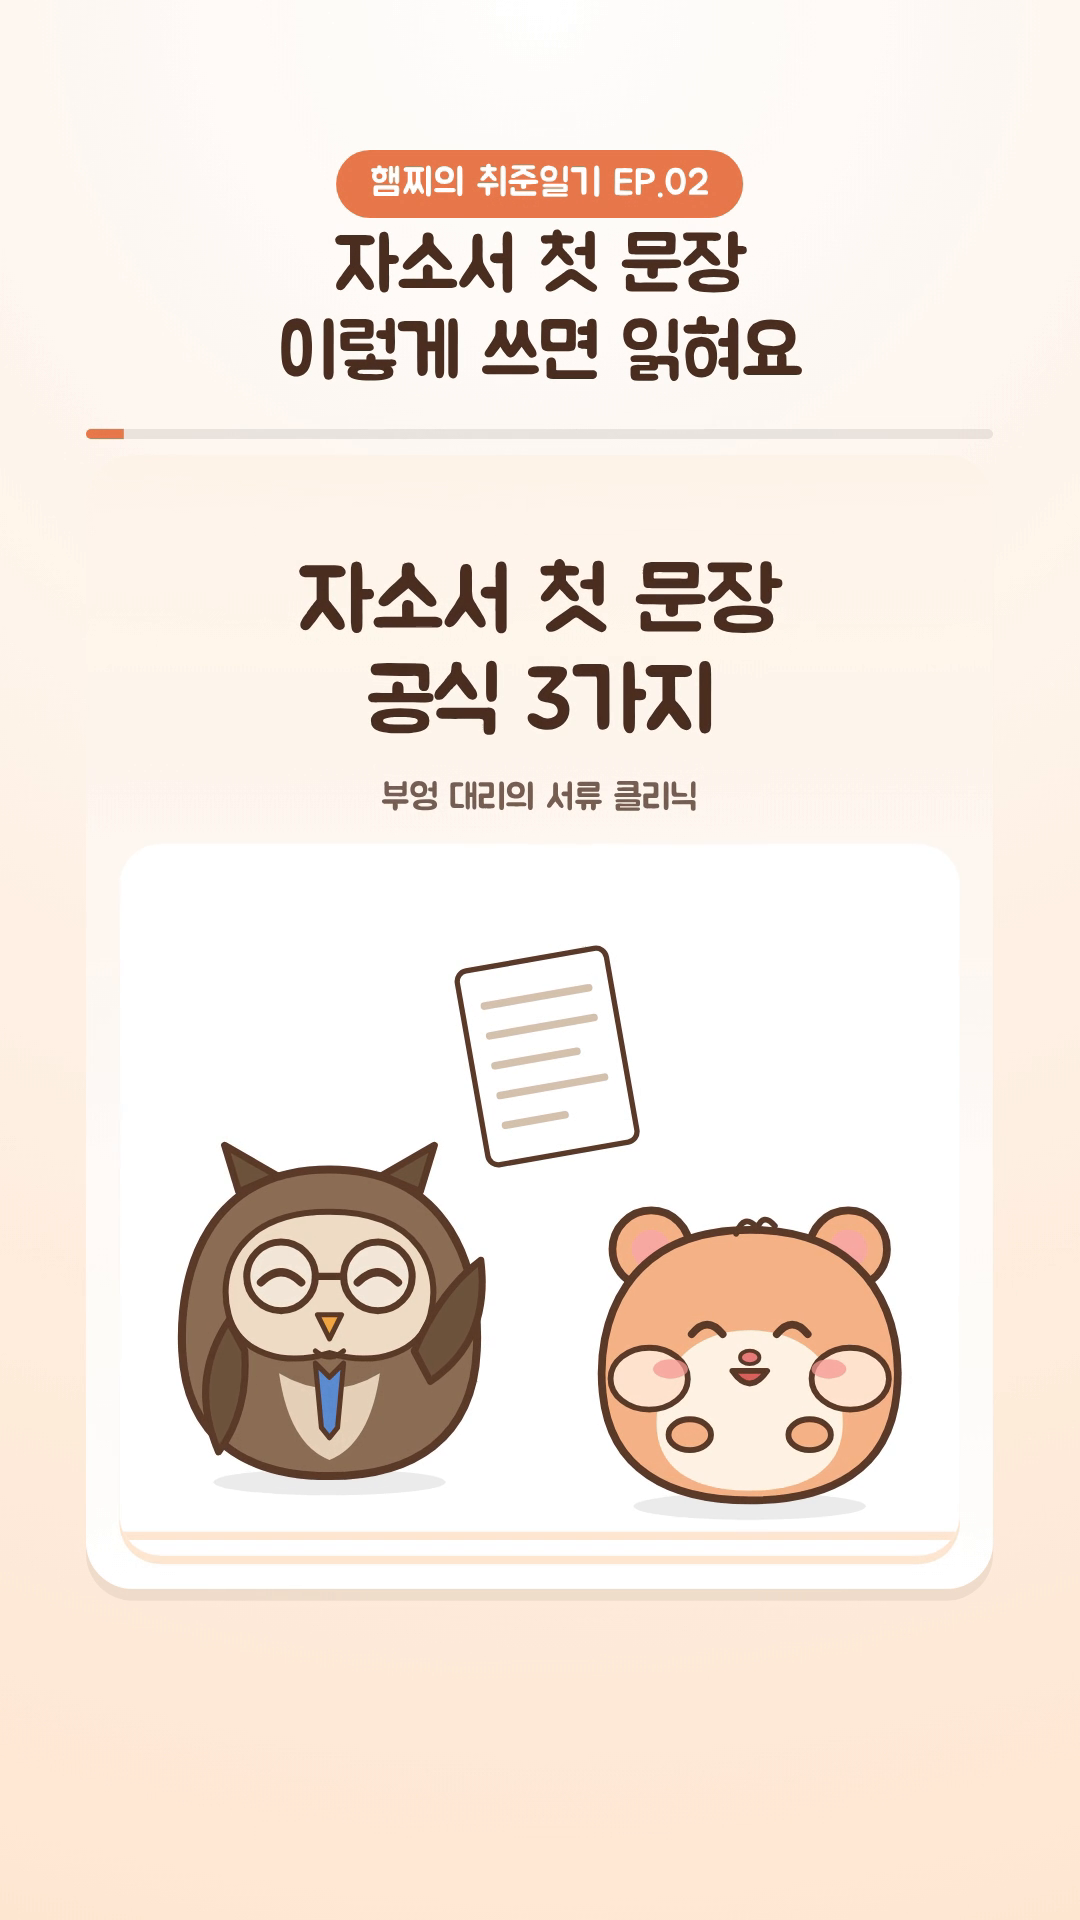 햄찌의 취준일기 EP.02
자소서 첫 문장
이렇게 쓰면 읽혀요
자소서 첫 문장
공식 3가지
부엉 대리의 서류 클리닉